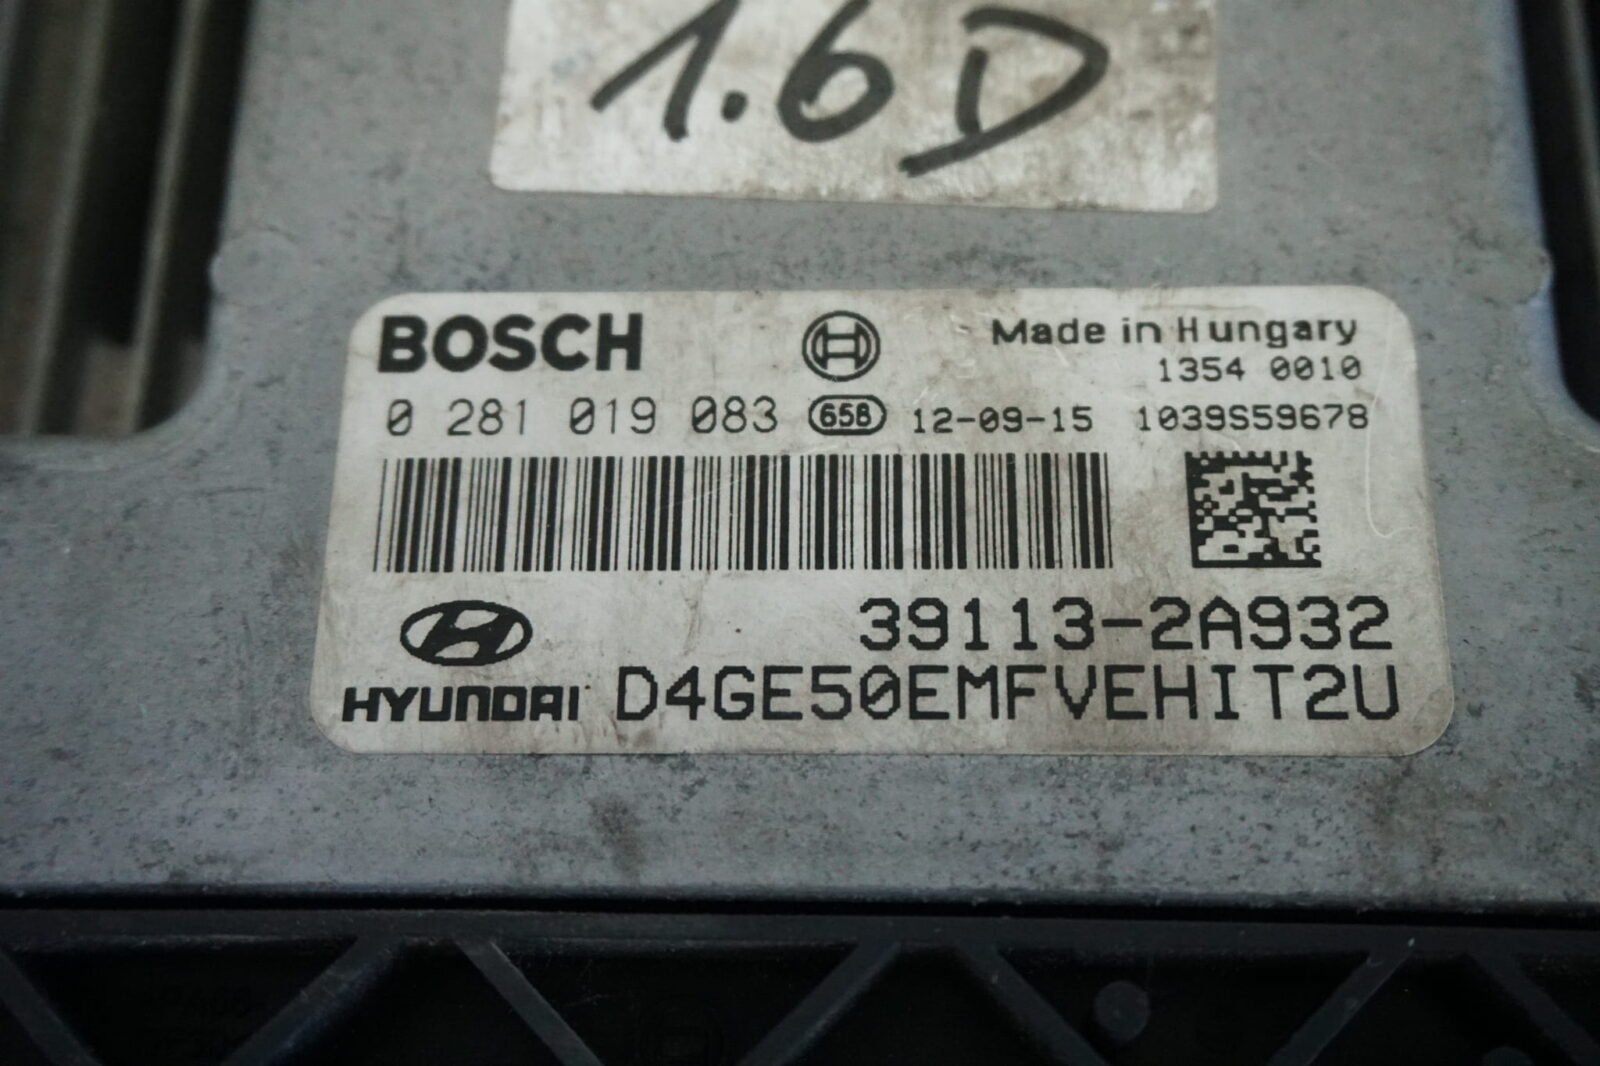 1.6D
BOSCH Made in Hungary
1354 0010
0 281 019 083 658 12-09-15 1039S59678
39113-2A932
HYUNDAI D4GE50EMFVEHIT2U